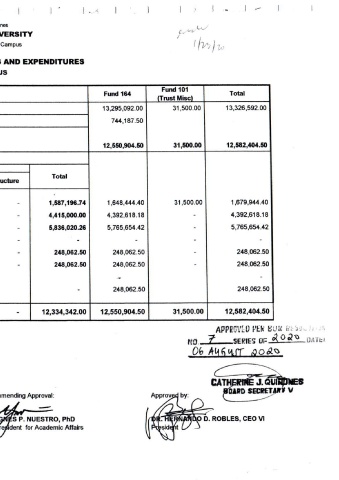 nes
VERSITY
Campus
S AND EXPENDITURES
US
1/23/20
Fund 164
Fund 101
(Trust Misc)
Total
13,295,092.00 31,500.00 13,326,592.00
744,187.50
12,550,904.50 31,500.00 12,582,404.50
ucture Total
-
- 1,587,196.74 1,648,444.40 31,500.00 1,679,944.40
- 4,415,000.00 4,392,618.18 - 4,392,618.18
- 5,836,020.26 5,765,654.42 - 5,765,654.42
- - - - -
- 248,062.50 248,062.50 - 248,062.50
- 248,062.50 248,062.50 - 248,062.50
- -
- 248,062.50 248,062.50
- 12,334,342.00 12,550,904.50 31,500.00 12,582,404.50
APPROVED PER BOR
NO 7 SERIES OF 2020 DATED
06 AUGUST 2020
CATHERINE J. QUIRONES
BOARD SECRETARY V
mending Approval:
Approved by:
GNES P. NUESTRO, PhD
DR. HERNANDO D. ROBLES, CEO VI
resident for Academic Affairs
President